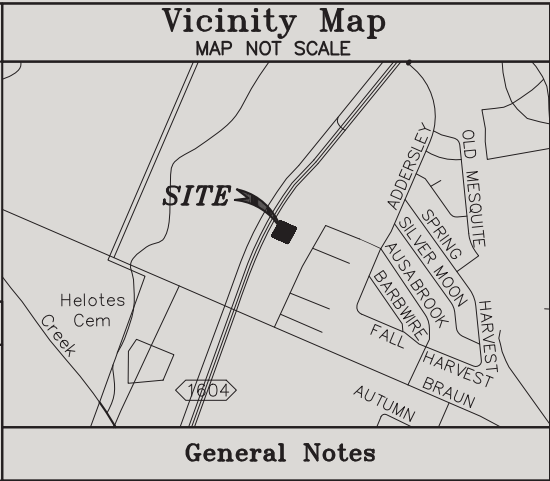 Vicinity Map
MAP NOT SCALE
ADDERSLEY
OLD MESQUITE
SITE
SPRING
SILVER MOON
AUSABROOK
BARBWIRE
Helotes
Cem
Creek
FALL
HARVEST
HARVEST
1604
BRAUN
AUTUMN
General Notes